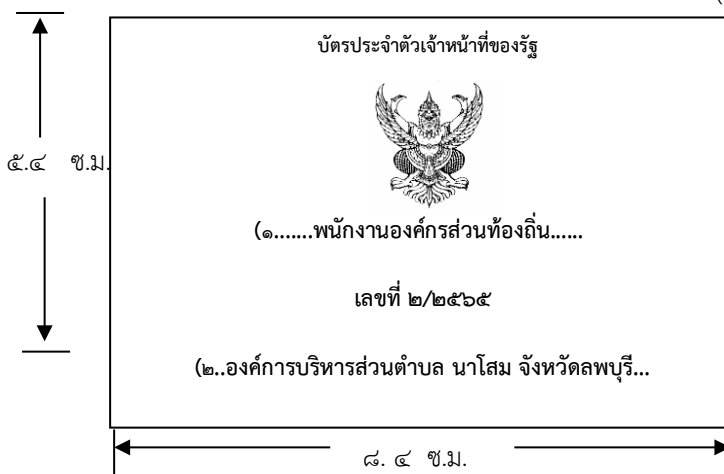 (
บัตรประจำตัวเจ้าหน้าที่ของรัฐ
๕.๔ ซ.ม.
(๑.......พนักงานองค์กรส่วนท้องถิ่น......
เลขที่ ๒/๒๕๖๕
(๒..องค์การบริหารส่วนตำบล นาโสม จังหวัดลพบุรี...
๘. ๔ ซ.ม.